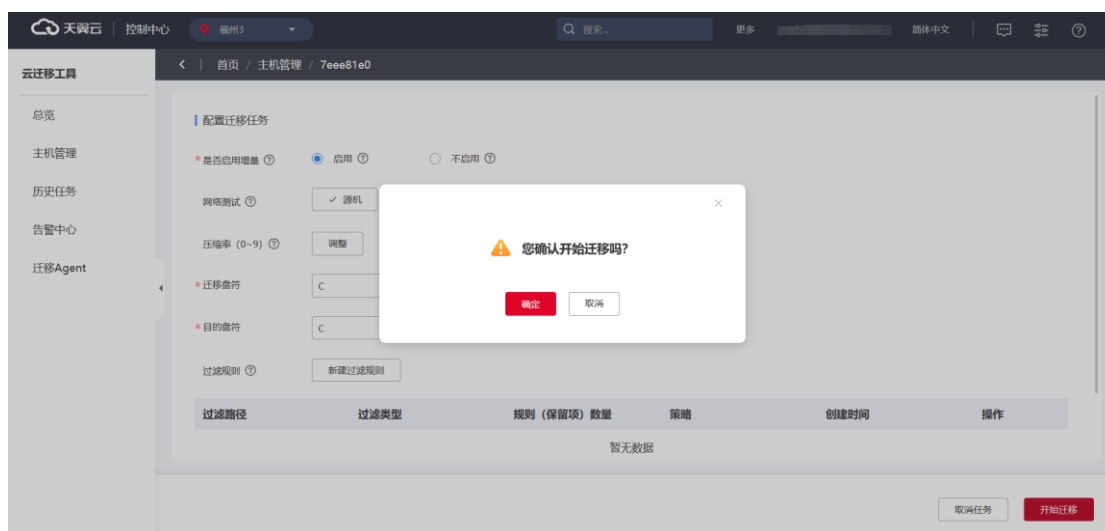 天翼云 | 控制中心 福州3 搜索... 更多 简体中文
云迁移工具
首页 / 主机管理 / 7eee81e0
总览
主机管理
历史任务
告警中心
迁移Agent
配置迁移任务
*是否启用增量 启用 不启用
网络测试 源机
压缩率（0~9） 调整
*迁移盘符 C
*目的盘符 C
过滤规则 新建过滤规则
您确认开始迁移吗?
确定 取消
过滤路径 过滤类型 规则（保留项）数量 策略 创建时间 操作
暂无数据
取消任务 开始迁移